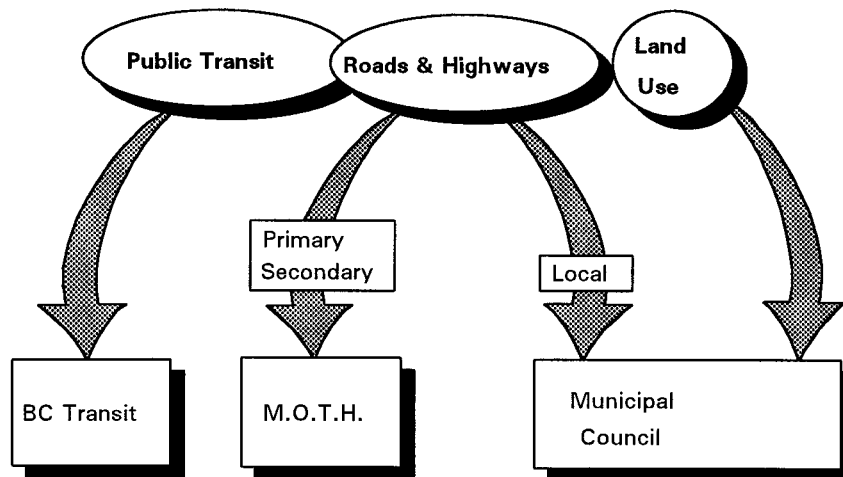 Public Transit
Roads & Highways
Land
Use
Primary
Secondary
Local
BC Transit
M.O.T.H.
Municipal
Council